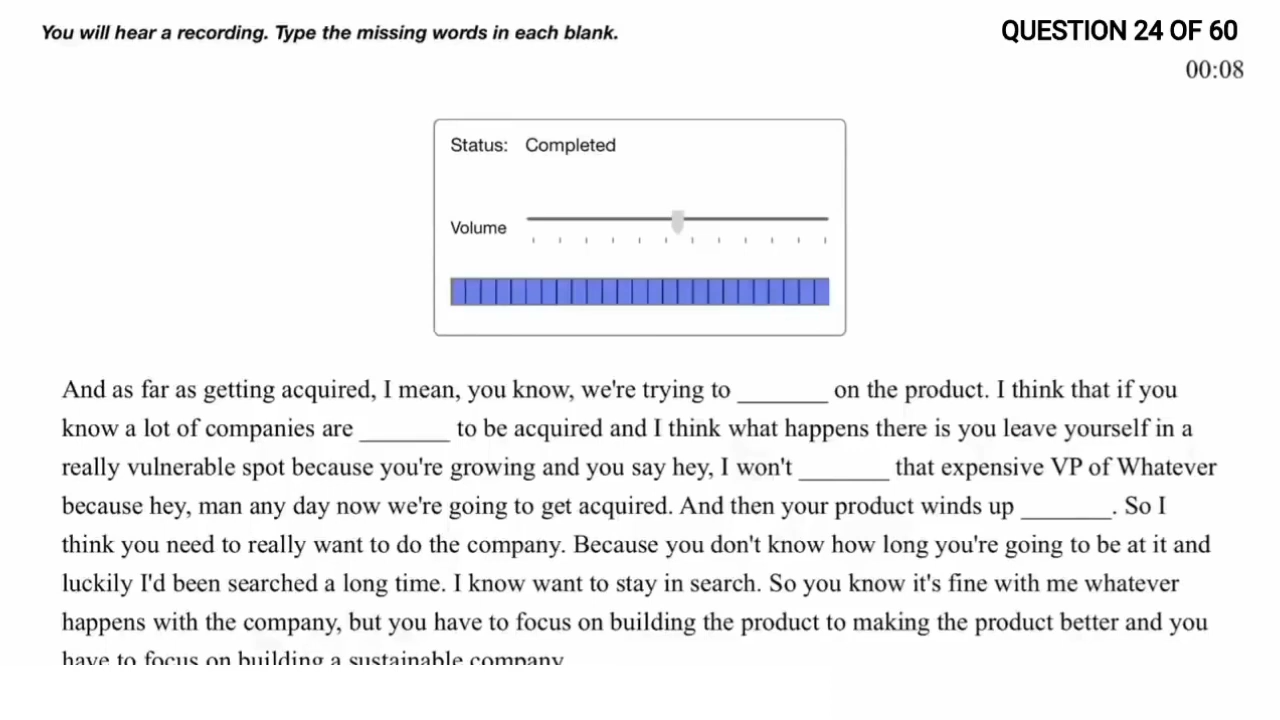 You will hear a recording. Type the missing words in each blank.
QUESTION 24 OF 60
00:08
Status: Completed
Volume
And as far as getting acquired, I mean, you know, we're trying to _______ on the product. I think that if you
know a lot of companies are _______ to be acquired and I think what happens there is you leave yourself in a
really vulnerable spot because you're growing and you say hey, I won't _______ that expensive VP of Whatever
because hey, man any day now we're going to get acquired. And then your product winds up _______. So I
think you need to really want to do the company. Because you don't know how long you're going to be at it and
luckily I'd been searched a long time. I know want to stay in search. So you know it's fine with me whatever
happens with the company, but you have to focus on building the product to making the product better and you
have to focus on building a sustainable company